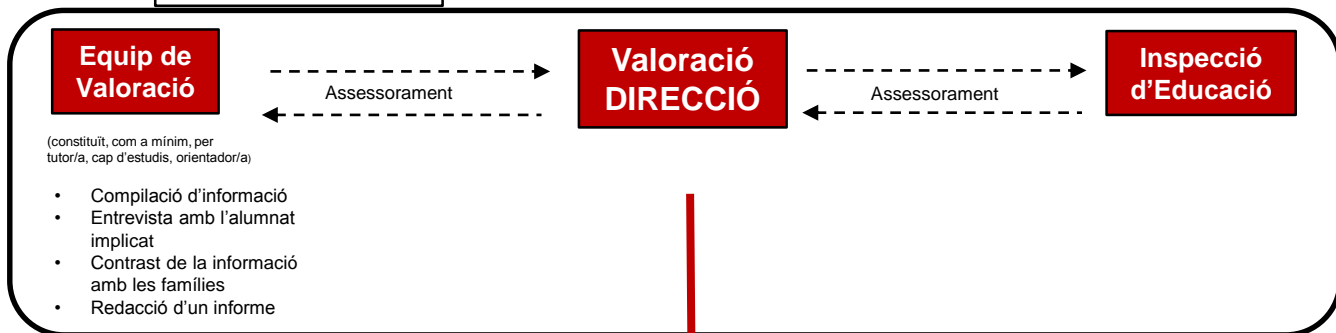 Equip de
Valoració
Assessorament
Valoració
DIRECCIÓ
Assessorament
Inspecció
d'Educació
(constituït, com a mínim, per
tutor/a, cap d'estudis, orientador/a)
• Compilació d'informació
• Entrevista amb l'alumnat
implicat
• Contrast de la informació
amb les famílies
• Redacció d'un informe